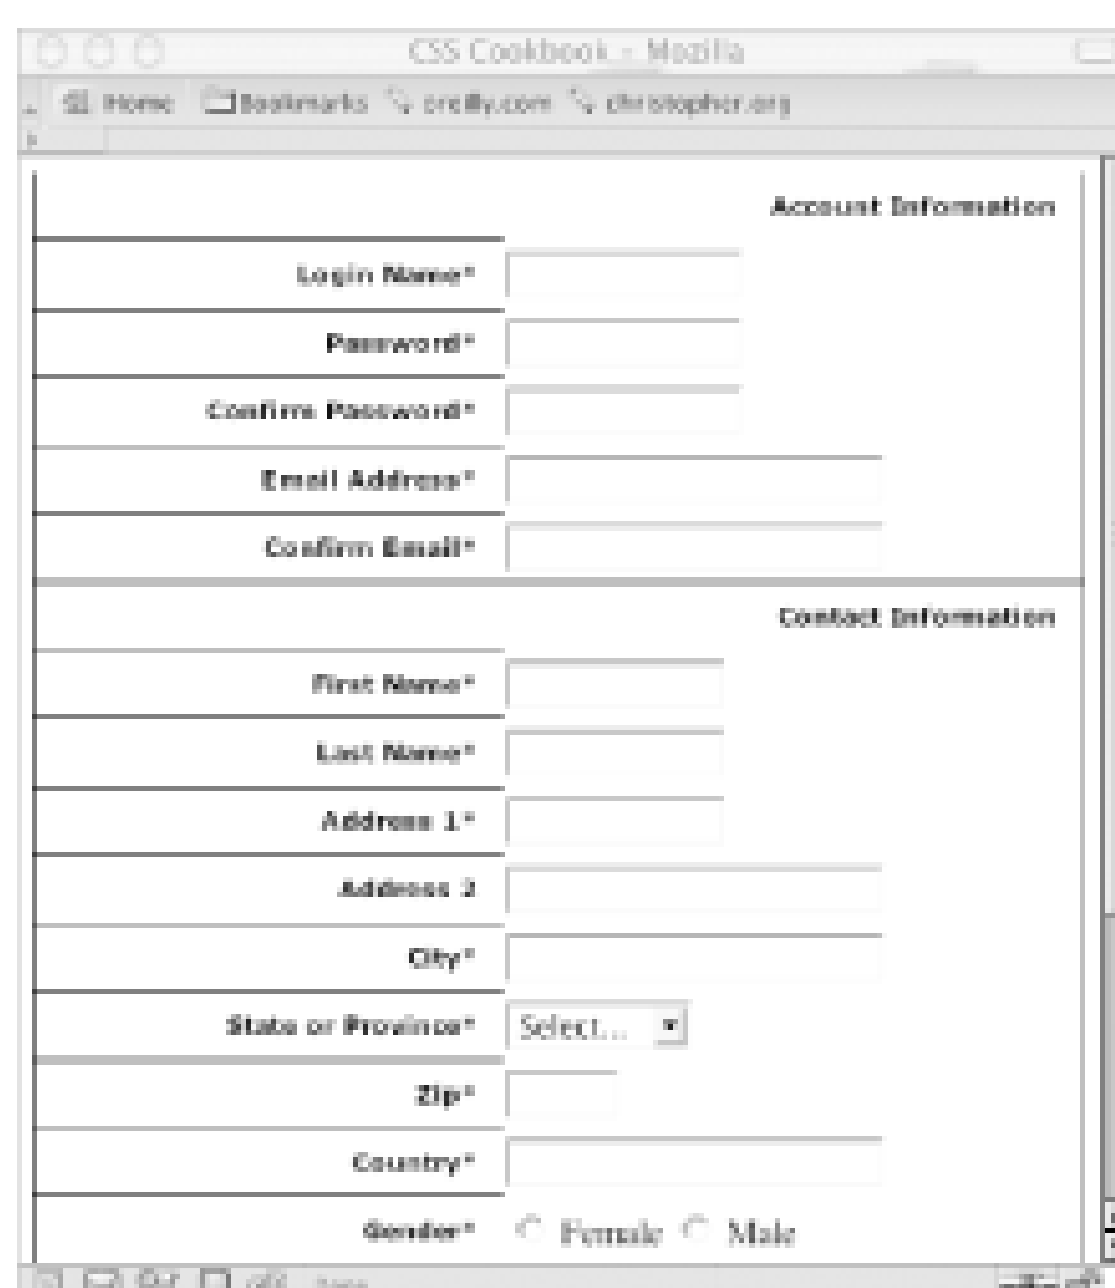 CSS Cookbook - Mozilla
Home Bookmarks oreilly.com christopher.org
Account Information
Login Name*
Password*
Confirm Password*
Email Address*
Confirm Email*
Contact Information
First Name*
Last Name*
Address 1*
Address 2
City*
State or Province* Select...
Zip*
Country*
Gender* Female Male